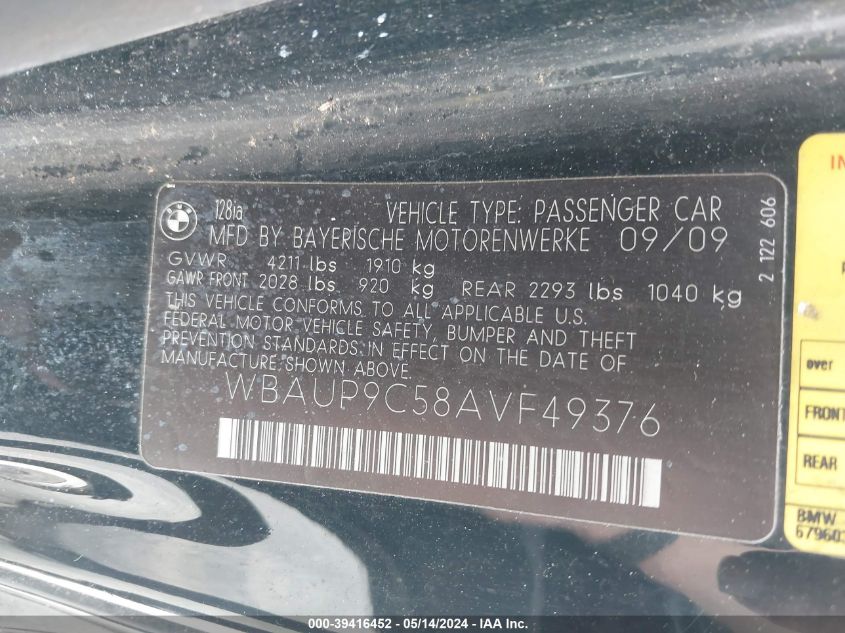 128ia VEHICLE TYPE: PASSENGER CAR
MFD BY BAYERISCHE MOTORENWERKE 09/09
GVWR 4211 lbs 1910 kg
GAWR FRONT 2028 lbs 920 kg REAR 2293 lbs 1040 kg
THIS VEHICLE CONFORMS TO ALL APPLICABLE U.S.
FEDERAL MOTOR VEHICLE SAFETY, BUMPER AND THEFT
PREVENTION STANDARDS IN EFFECT ON THE DATE OF
MANUFACTURE SHOWN ABOVE
WBAUP9C58AVF49376
2 122 606
over
FRONT
REAR
BMW
000-39416452 - 05/14/2024 - IAA Inc.